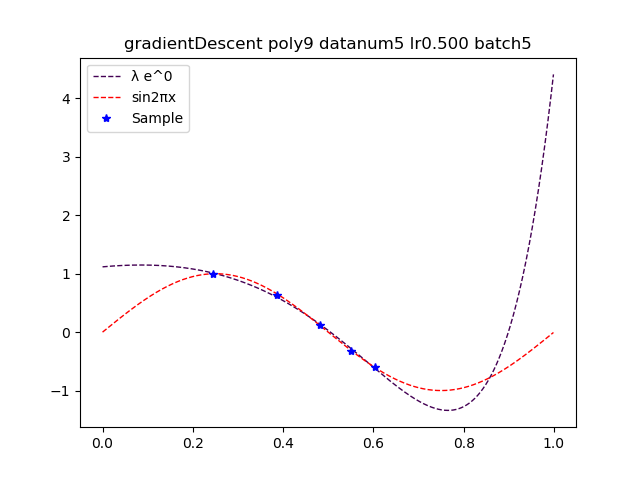 gradientDescent poly9 datanum5 lr0.500 batch5
λ e^0
sin2πx
Sample
4
3
2
1
0
−1
0.0 0.2 0.4 0.6 0.8 1.0